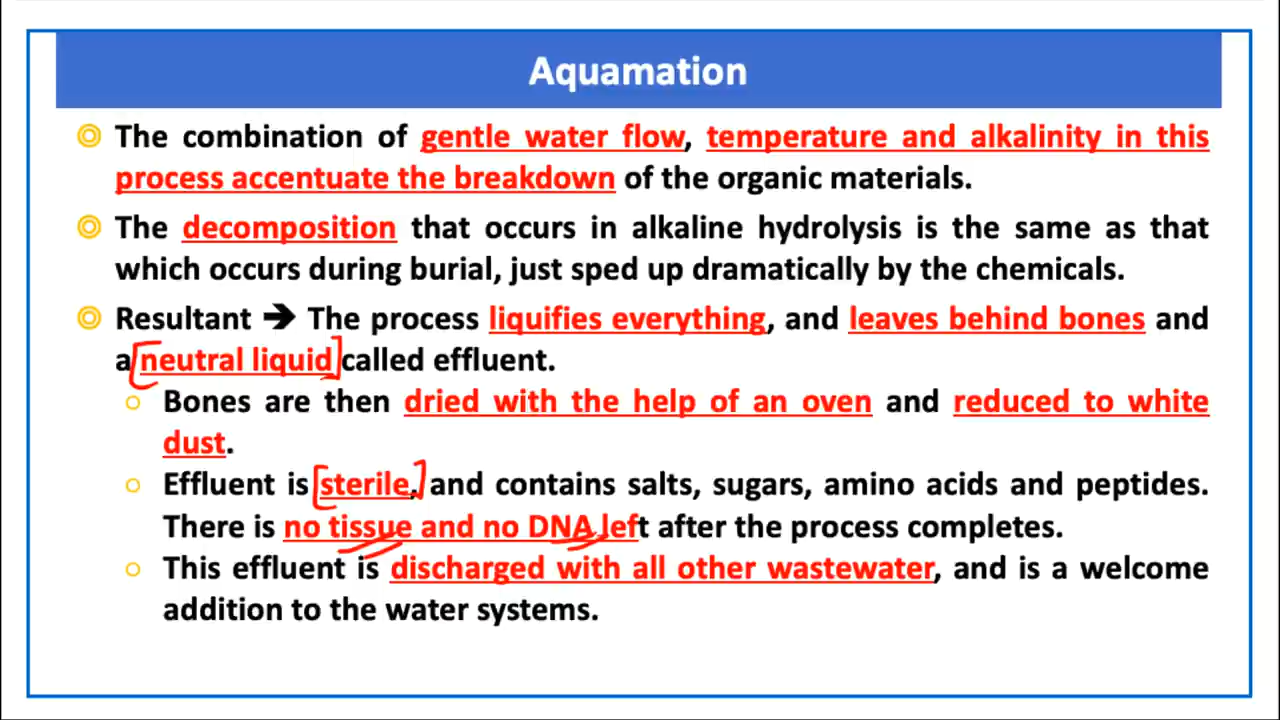 Aquamation
The combination of gentle water flow, temperature and alkalinity in this
process accentuate the breakdown of the organic materials.
The decomposition that occurs in alkaline hydrolysis is the same as that
which occurs during burial, just sped up dramatically by the chemicals.
Resultant ➔ The process liquifies everything, and leaves behind bones and
a neutral liquid called effluent.
Bones are then dried with the help of an oven and reduced to white
dust.
Effluent is sterile, and contains salts, sugars, amino acids and peptides.
There is no tissue and no DNA left after the process completes.
This effluent is discharged with all other wastewater, and is a welcome
addition to the water systems.